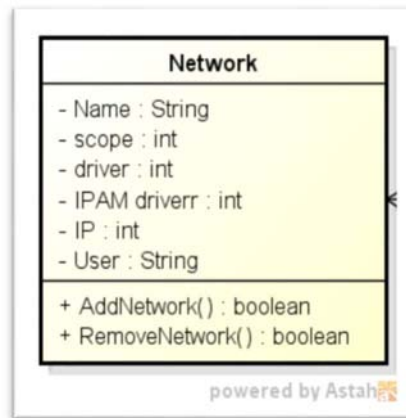 Network
- Name : String
- scope : int
- driver : int
- IPAM driverr : int
- IP : int
- User : String
+ AddNetwork() : boolean
+ RemoveNetwork() : boolean
powered by Astah